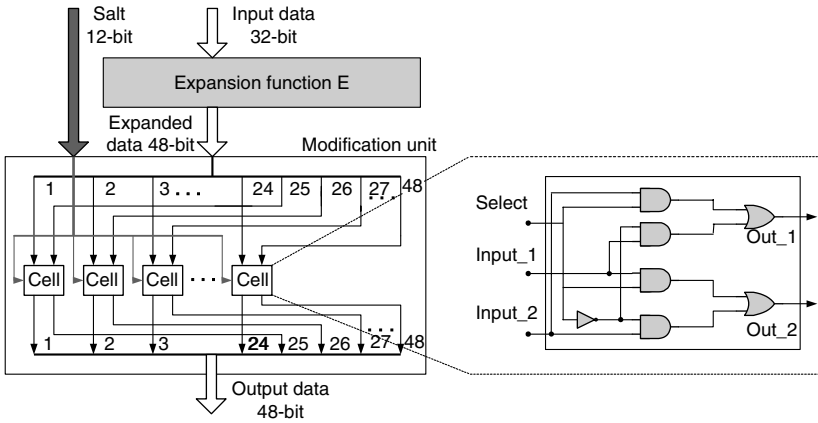 Salt
12-bit
Input data
32-bit
Expansion function E
Expanded
data 48-bit
Modification unit
1 2 3 . . . 24 25 26 27 . . . 48
Select
Input_1
Input_2
Out_1
Out_2
Cell Cell Cell . . . Cell
1 2 3 24 25 26 27 . . . 48
Output data
48-bit